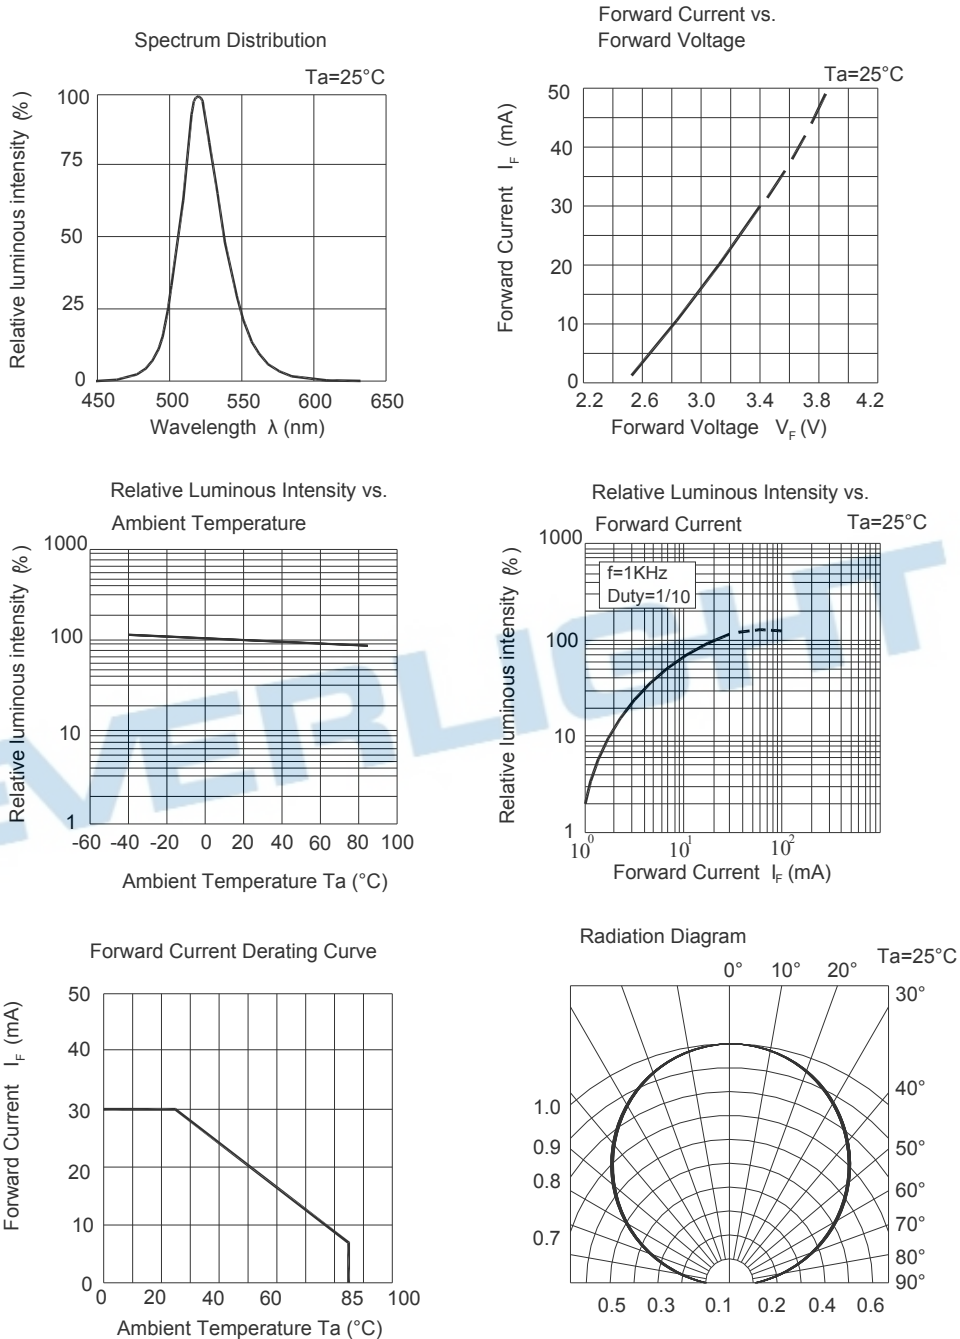 Spectrum Distribution
Ta=25°C
Relative luminous intensity (%)
100
75
50
25
0
450 500 550 600 650
Wavelength λ (nm)
Forward Current vs.
Forward Voltage
Ta=25°C
Forward Current IF (mA)
50
40
30
20
10
0
2.2 2.6 3.0 3.4 3.8 4.2
Forward Voltage VF (V)
Relative Luminous Intensity vs.
Ambient Temperature
Relative luminous intensity (%)
1000
100
10
1
-60 -40 -20 0 20 40 60 80 100
Ambient Temperature Ta (°C)
Relative Luminous Intensity vs.
Forward Current
Ta=25°C
Relative luminous intensity (%)
1000
100
10
1
f=1KHz
Duty=1/10
10⁰ 10¹ 10²
Forward Current IF (mA)
EVERLIGHT
Forward Current Derating Curve
Forward Current IF (mA)
50
40
30
20
10
0
0 20 40 60 85 100
Ambient Temperature Ta (°C)
Radiation Diagram
Ta=25°C
0° 10° 20°
30°
40°
50°
60°
70°
80°
90°
1.0
0.9
0.8
0.7
0.5 0.3 0.1 0.2 0.4 0.6